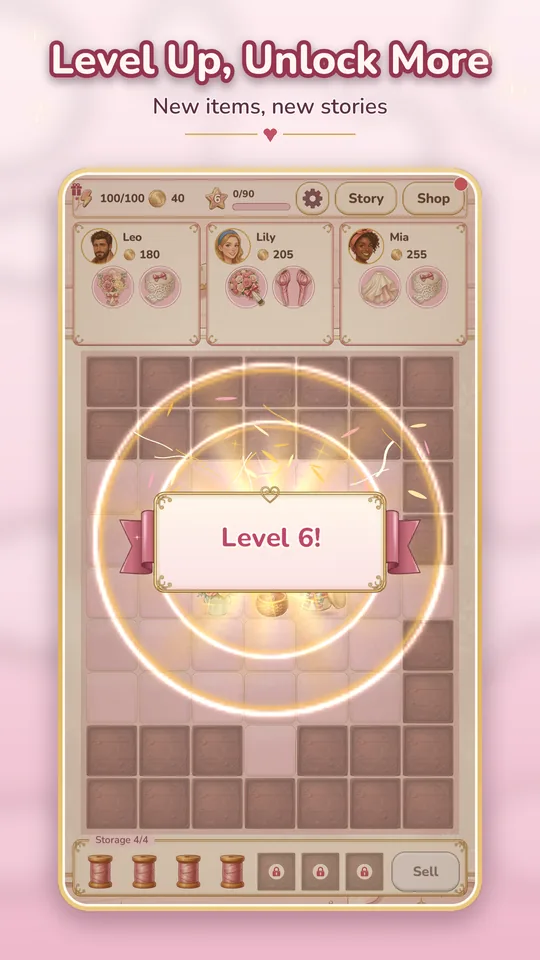 Level Up, Unlock More
New items, new stories
100/100 40 6 0/90 Story Shop
Leo
180
Lily
205
Mia
255
Level 6!
Storage 4/4
Sell